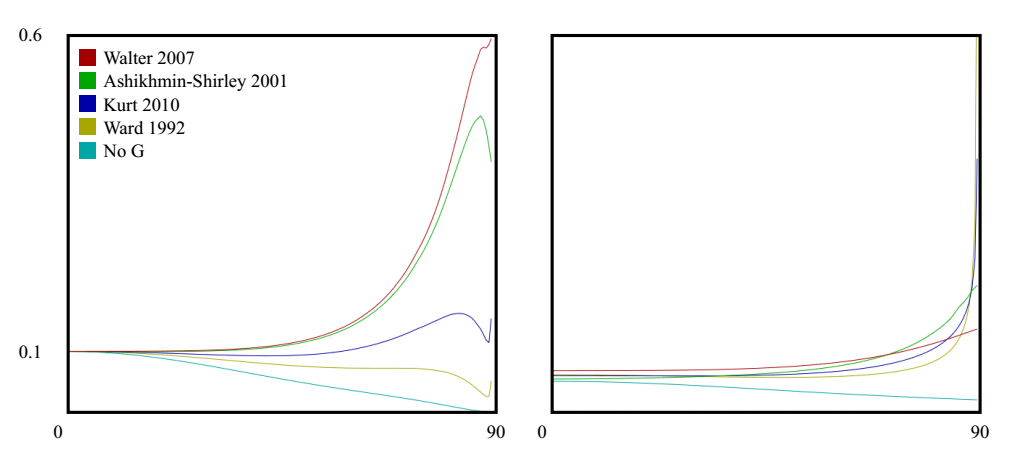 0.6
Walter 2007
Ashikhmin-Shirley 2001
Kurt 2010
Ward 1992
No G
0.1
0
90
0
90